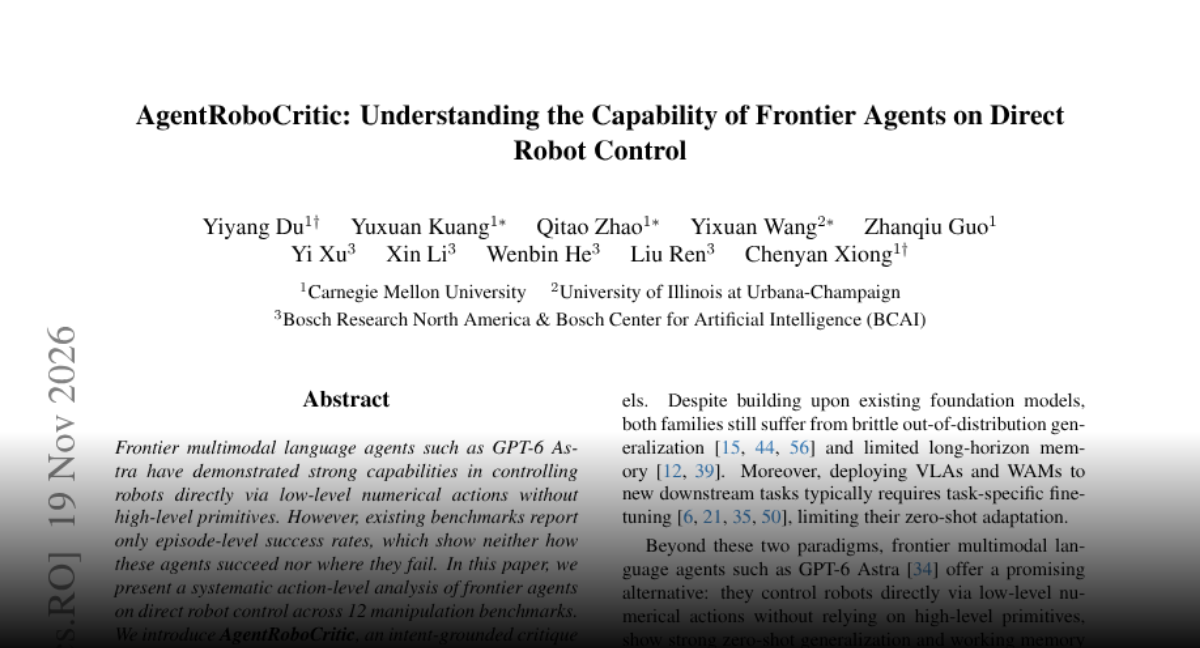 AgentRoboCritic: Understanding the Capability of Frontier Agents on Direct
Robot Control
Yiyang Du1† Yuxuan Kuang1* Qitao Zhao1* Yixuan Wang2* Zhanqiu Guo1
Yi Xu3 Xin Li3 Wenbin He3 Liu Ren3 Chenyan Xiong1†
1Carnegie Mellon University 2University of Illinois at Urbana-Champaign
3Bosch Research North America & Bosch Center for Artificial Intelligence (BCAI)
s.RO] 19 Nov 2026
Abstract
Frontier multimodal language agents such as GPT-6 As-
tra have demonstrated strong capabilities in controlling
robots directly via low-level numerical actions without
high-level primitives. However, existing benchmarks report
only episode-level success rates, which show neither how
these agents succeed nor where they fail. In this paper, we
present a systematic action-level analysis of frontier agents
on direct robot control across 12 manipulation benchmarks.
We introduce AgentRoboCritic, an intent-grounded critique
els. Despite building upon existing foundation models,
both families still suffer from brittle out-of-distribution gen-
eralization [15, 44, 56] and limited long-horizon mem-
ory [12, 39]. Moreover, deploying VLAs and WAMs to
new downstream tasks typically requires task-specific fine-
tuning [6, 21, 35, 50], limiting their zero-shot adaptation.
Beyond these two paradigms, frontier multimodal lan-
guage agents such as GPT-6 Astra [34] offer a promising
alternative: they control robots directly via low-level nu-
merical actions without relying on high-level primitives,
show strong zero-shot generalization and working memory